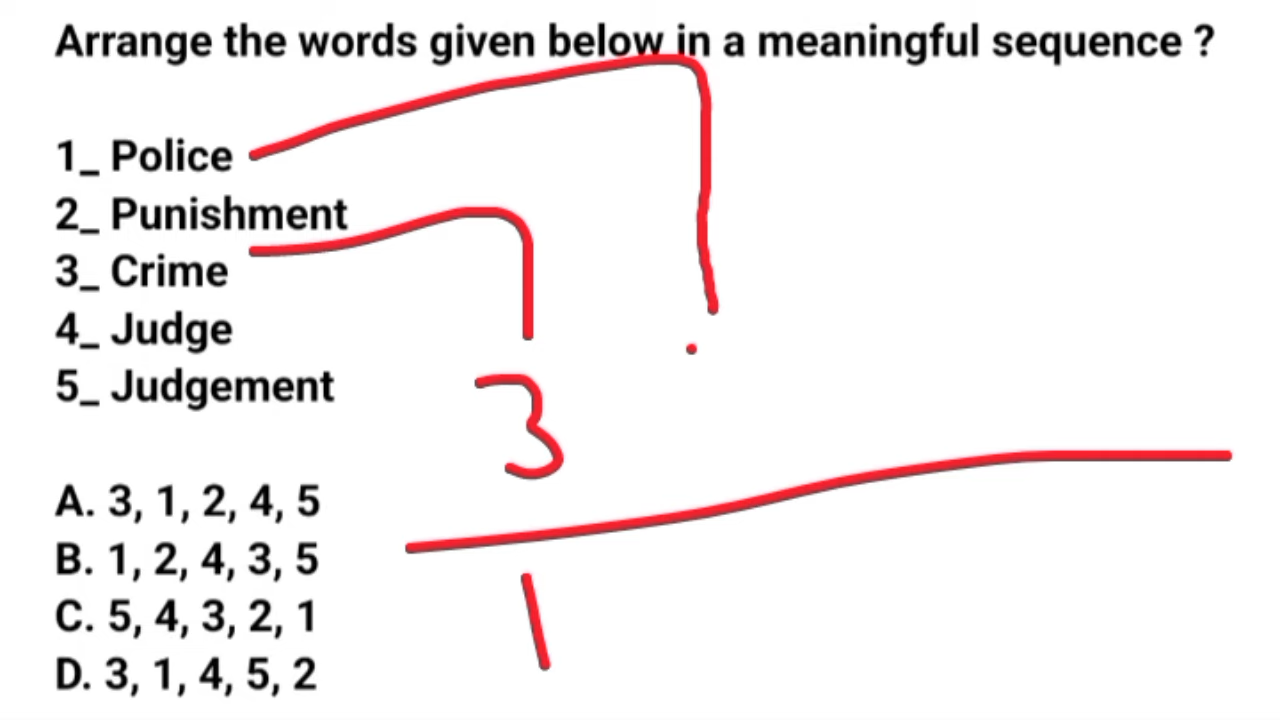 Arrange the words given below in a meaningful sequence ?
1_ Police
2_ Punishment
3_ Crime
4_ Judge
5_ Judgement
3
A. 3, 1, 2, 4, 5
B. 1, 2, 4, 3, 5
1
C. 5, 4, 3, 2, 1
D. 3, 1, 4, 5, 2